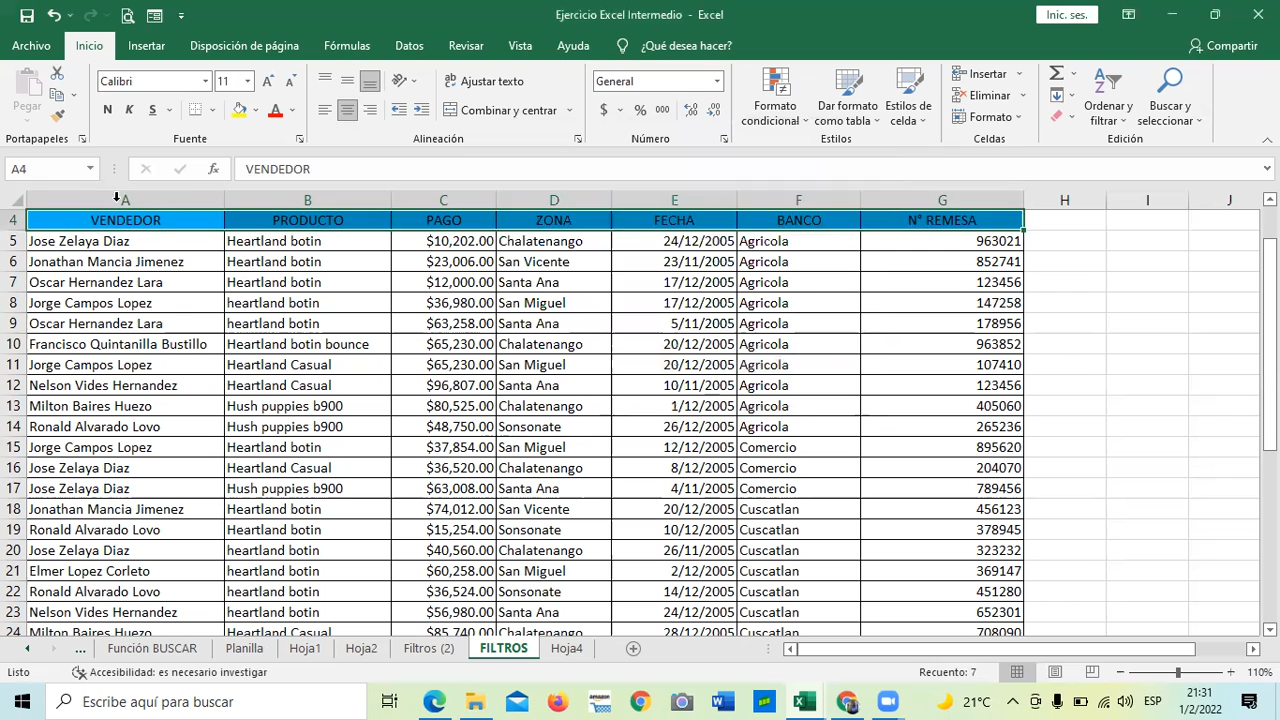 Ejercicio Excel Intermedio - Excel
Inic. ses.
Archivo Inicio Insertar Disposición de página Fórmulas Datos Revisar Vista Ayuda ¿Qué desea hacer? Compartir
Pegar
Portapapeles
Calibri 11
N K S
Fuente
Ajustar texto
Combinar y centrar
Alineación
General
$ % 000
Número
Formato condicional
Dar formato como tabla
Estilos de celda
Estilos
Insertar
Eliminar
Formato
Celdas
Ordenar y filtrar
Buscar y seleccionar
Edición
A4 fx VENDEDOR
A B C D E F G H I J
4 VENDEDOR PRODUCTO PAGO ZONA FECHA BANCO N° REMESA
5 Jose Zelaya Diaz Heartland botin $10,202.00 Chalatenango 24/12/2005 Agricola 963021
6 Jonathan Mancia Jimenez Heartland botin $23,006.00 San Vicente 23/11/2005 Agricola 852741
7 Oscar Hernandez Lara Heartland botin $12,000.00 Santa Ana 17/12/2005 Agricola 123456
8 Jorge Campos Lopez heartland botin $36,980.00 San Miguel 17/12/2005 Agricola 147258
9 Oscar Hernandez Lara heartland botin $63,258.00 Santa Ana 5/11/2005 Agricola 178956
10 Francisco Quintanilla Bustillo Heartland botin bounce $65,230.00 Chalatenango 20/12/2005 Agricola 963852
11 Jorge Campos Lopez Heartland Casual $65,230.00 San Miguel 20/12/2005 Agricola 107410
12 Nelson Vides Hernandez Heartland Casual $96,807.00 Santa Ana 10/11/2005 Agricola 123456
13 Milton Baires Huezo Hush puppies b900 $80,525.00 Chalatenango 1/12/2005 Agricola 405060
14 Ronald Alvarado Lovo Hush puppies b900 $48,750.00 Sonsonate 26/12/2005 Agricola 265236
15 Jorge Campos Lopez Heartland botin $37,854.00 San Miguel 12/12/2005 Comercio 895620
16 Jose Zelaya Diaz Heartland Casual $36,520.00 Chalatenango 8/12/2005 Comercio 204070
17 Jose Zelaya Diaz Hush puppies b900 $63,008.00 Santa Ana 4/11/2005 Comercio 789456
18 Jonathan Mancia Jimenez Heartland botin $74,012.00 San Vicente 20/12/2005 Cuscatlan 456123
19 Ronald Alvarado Lovo Heartland botin $15,254.00 Sonsonate 10/12/2005 Cuscatlan 378945
20 Jose Zelaya Diaz heartland botin $40,560.00 Chalatenango 26/11/2005 Cuscatlan 323232
21 Elmer Lopez Corleto heartland botin $60,258.00 San Miguel 2/12/2005 Cuscatlan 369147
22 Ronald Alvarado Lovo heartland botin $36,524.00 Sonsonate 14/12/2005 Cuscatlan 451280
23 Nelson Vides Hernandez heartland botin $56,980.00 Santa Ana 24/12/2005 Cuscatlan 652301
24 Milton Baires Huezo Heartland Casual $85,740.00 Chalatenango 28/12/2005 Cuscatlan 708090
... Función BUSCAR Planilla Hoja1 Hoja2 Filtros (2) FILTROS Hoja4
Listo Accesibilidad: es necesario investigar Recuento: 7 110%
Escribe aquí para buscar 21°C ESP 21:31
1/2/2022